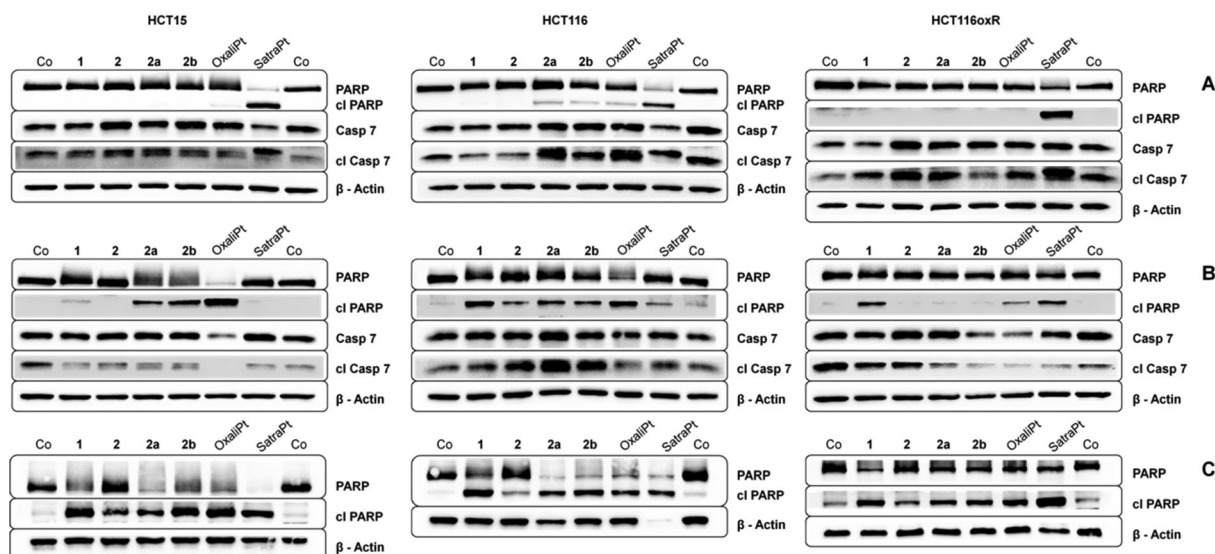 HCT15 HCT116 HCT116oxR
Co 1 2 2a 2b OxaliPt SatraPt Co Co 1 2 2a 2b OxaliPt SatraPt Co Co 1 2 2a 2b OxaliPt SatraPt Co
PARP PARP PARP A
cl PARP cl PARP cl PARP
Casp 7 Casp 7 Casp 7
cl Casp 7 cl Casp 7 cl Casp 7
β - Actin β - Actin β - Actin
Co 1 2 2a 2b OxaliPt SatraPt Co Co 1 2 2a 2b OxaliPt SatraPt Co Co 1 2 2a 2b OxaliPt SatraPt Co
PARP PARP PARP B
cl PARP cl PARP cl PARP
Casp 7 Casp 7 Casp 7
cl Casp 7 cl Casp 7 cl Casp 7
β - Actin β - Actin β - Actin
Co 1 2 2a 2b OxaliPt SatraPt Co Co 1 2 2a 2b OxaliPt SatraPt Co Co 1 2 2a 2b OxaliPt SatraPt Co
PARP PARP PARP C
cl PARP cl PARP cl PARP
β - Actin β - Actin β - Actin